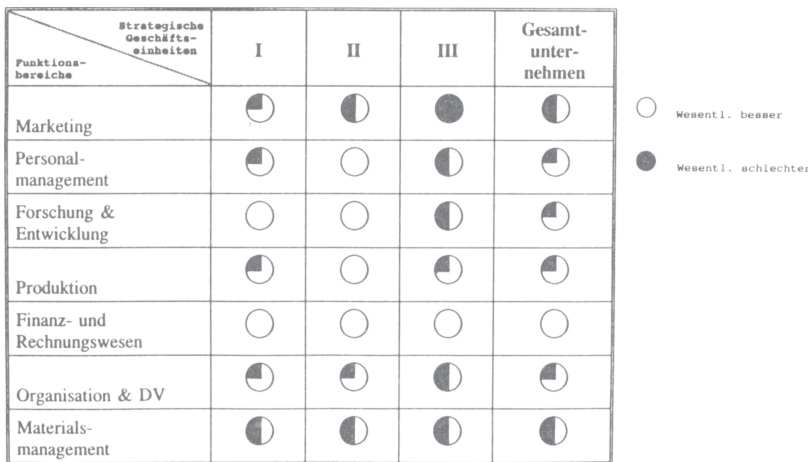 Strategische
Geschäfts-
einheiten
Funktions-
bereiche
I
II
III
Gesamt-
unter-
nehmen
Marketing
Personal-
management
Forschung &
Entwicklung
Produktion
Finanz- und
Rechnungswesen
Organisation & DV
Materials-
management
Wesentl. besser
Wesentl. schlechter